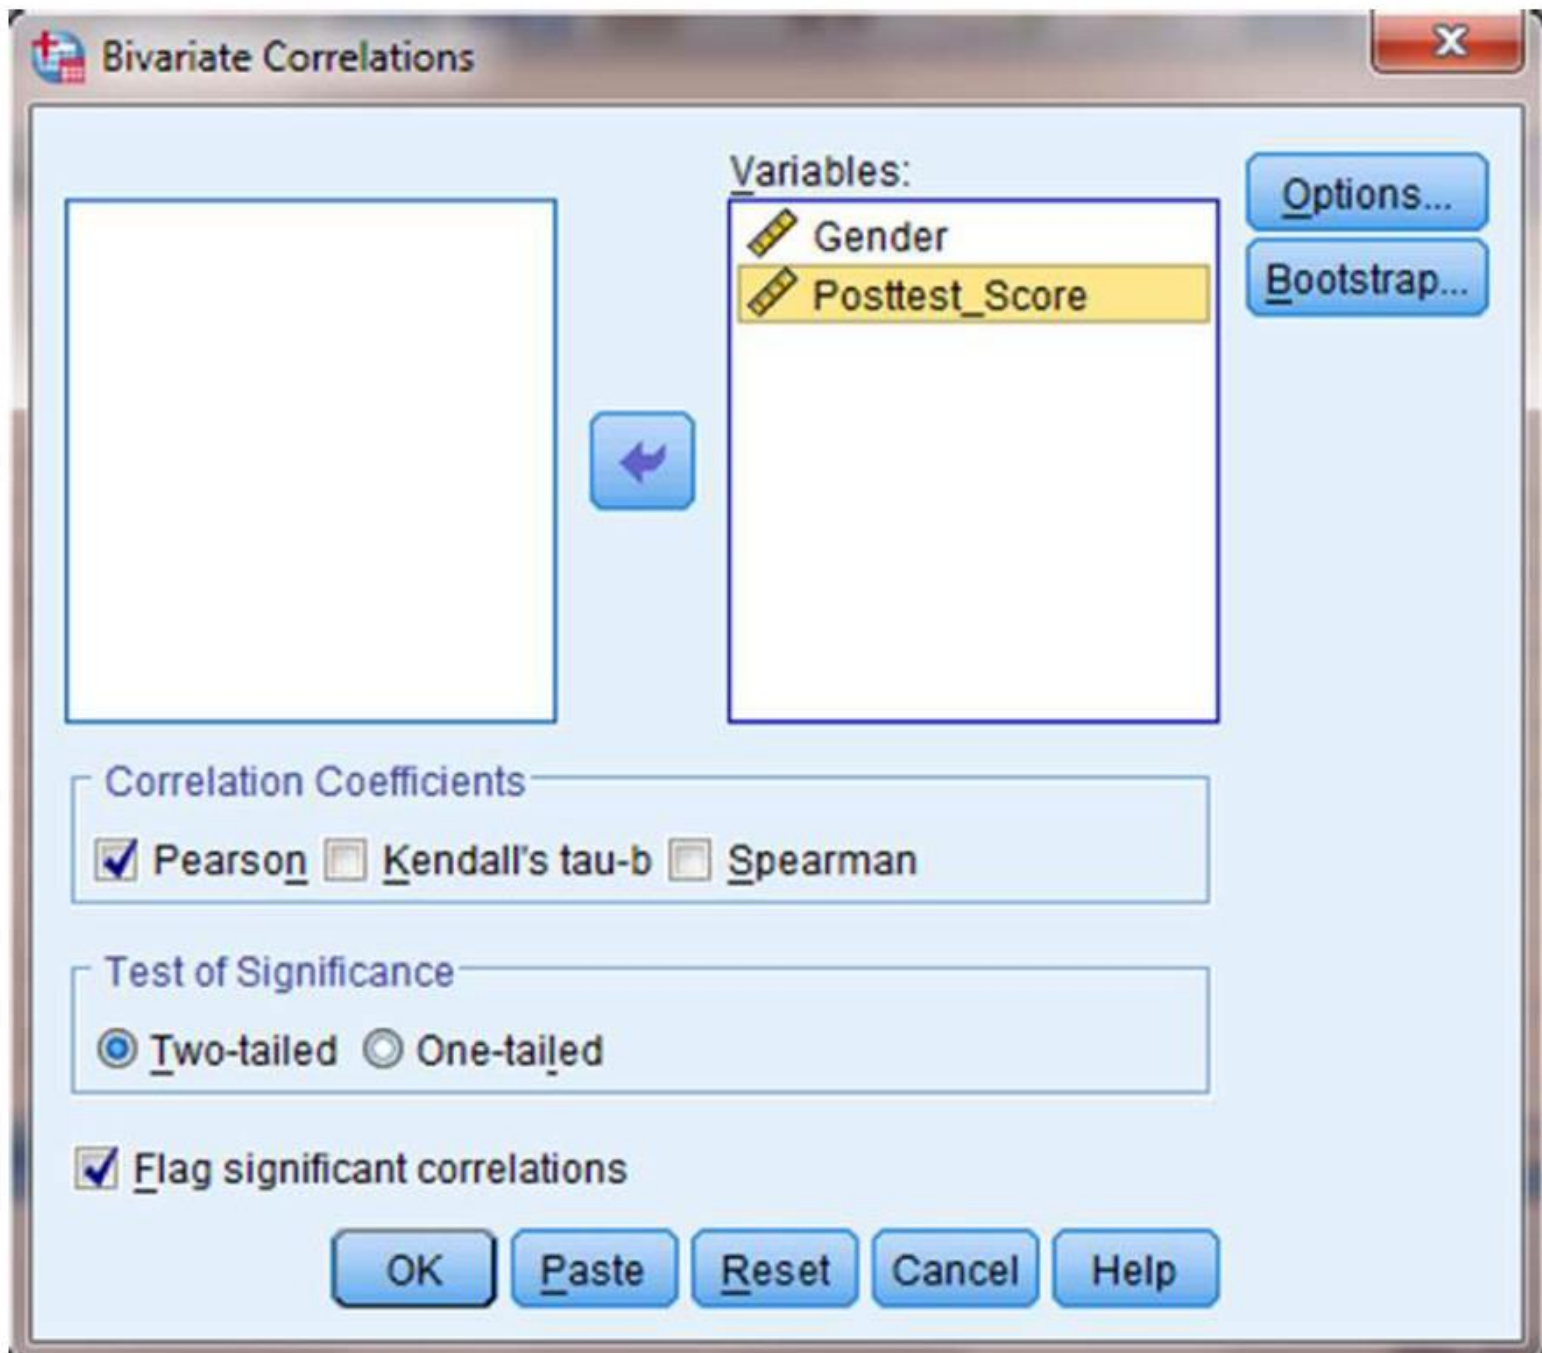 Bivariate Correlations
X
Variables:
Options...
Gender
Bootstrap...
Posttest_Score
Correlation Coefficients
Pearson Kendall's tau-b Spearman
Test of Significance
Two-tailed One-tailed
Flag significant correlations
OK Paste Reset Cancel Help